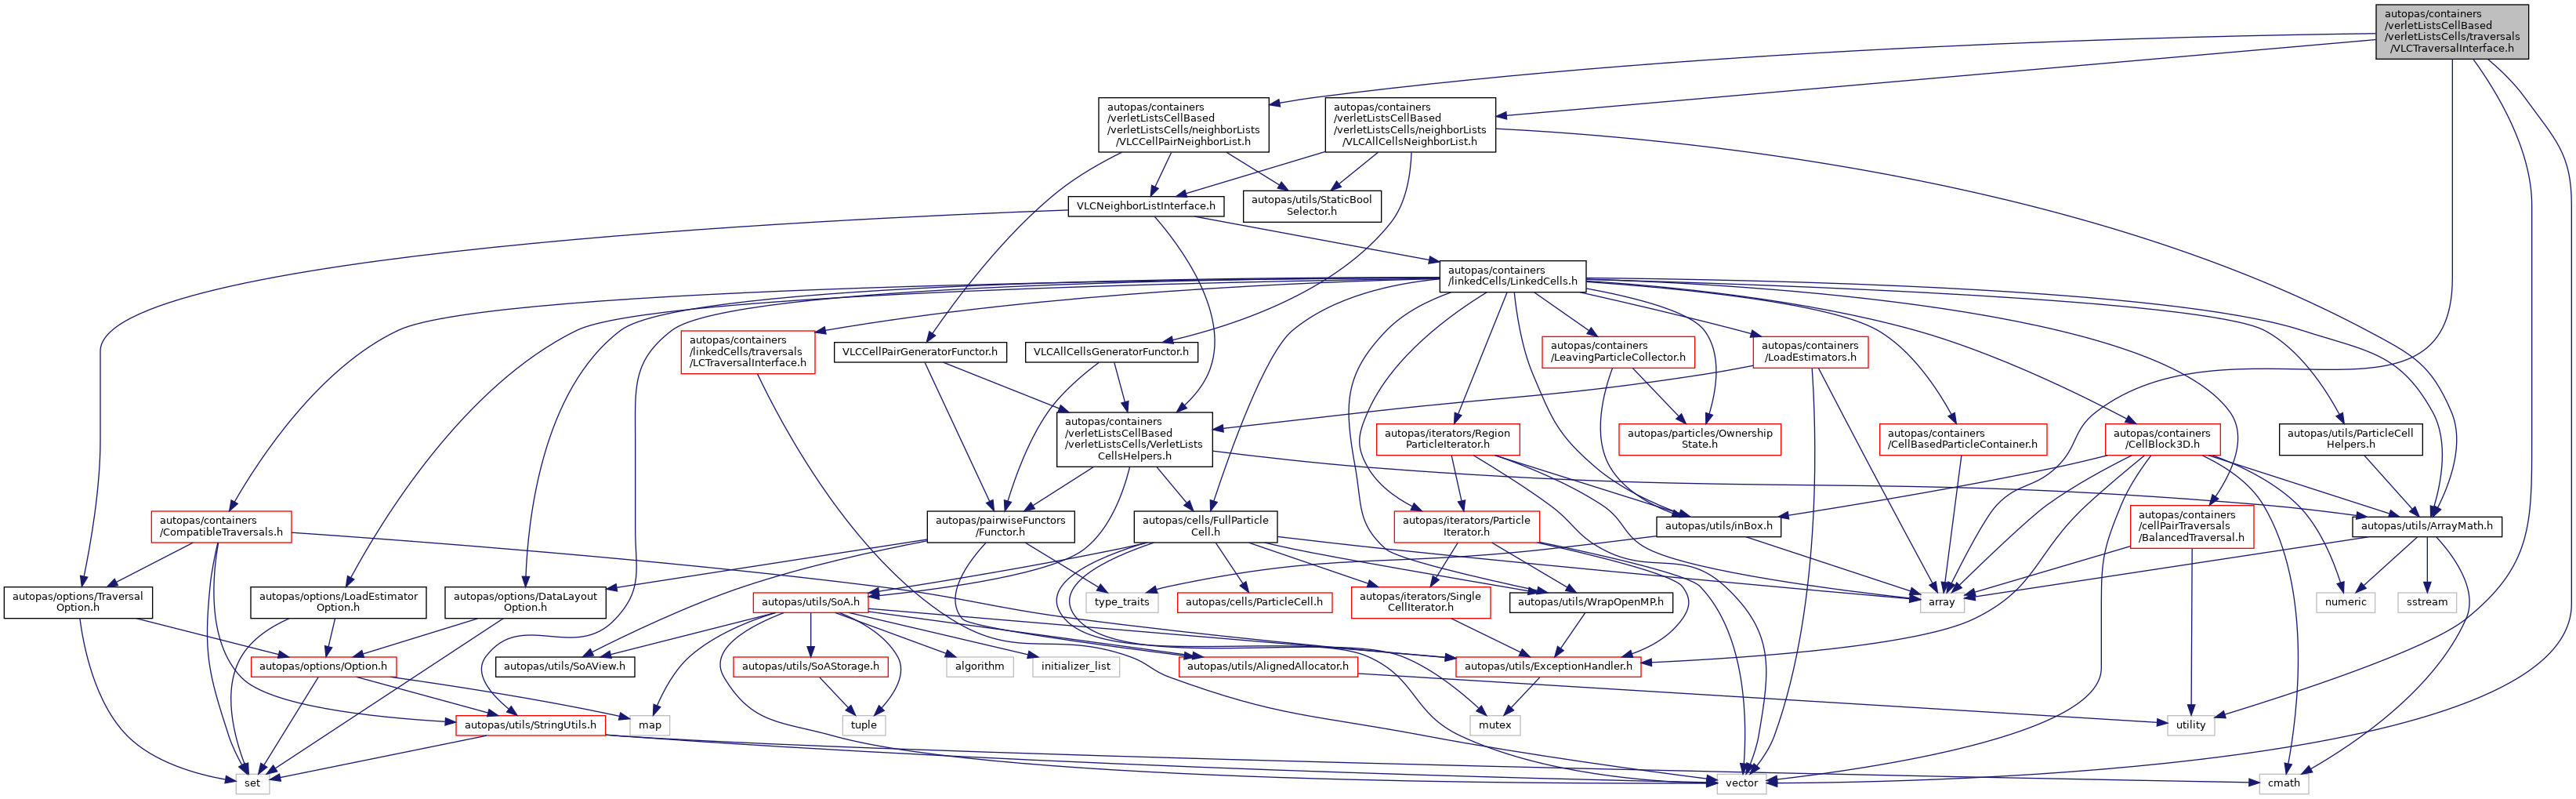 autopas/containers
/verletListsCellBased
/verletListsCells/traversals
/VLCTraversalInterface.h
autopas/containers
/verletListsCellBased
/verletListsCells/neighborLists
/VLCCellPairNeighborList.h
autopas/containers
/verletListsCellBased
/verletListsCells/neighborLists
/VLCAllCellsNeighborList.h
VLCNeighborListInterface.h
autopas/utils/StaticBool
Selector.h
autopas/containers
/linkedCells/LinkedCells.h
autopas/containers
/linkedCells/traversals
/LCTraversalInterface.h
VLCCellPairGeneratorFunctor.h
VLCAllCellsGeneratorFunctor.h
autopas/containers
/LeavingParticleCollector.h
autopas/containers
/LoadEstimators.h
autopas/containers
/verletListsCellBased
/verletListsCells/VerletLists
CellsHelpers.h
autopas/iterators/Region
ParticleIterator.h
autopas/particles/Ownership
State.h
autopas/containers
/CellBasedParticleContainer.h
autopas/containers
/CellBlock3D.h
autopas/utils/ParticleCell
Helpers.h
autopas/containers
/CompatibleTraversals.h
autopas/pairwiseFunctors
/Functor.h
autopas/cells/FullParticle
Cell.h
autopas/iterators/Particle
Iterator.h
autopas/utils/inBox.h
autopas/containers
/cellPairTraversals
/BalancedTraversal.h
autopas/utils/ArrayMath.h
autopas/options/Traversal
Option.h
autopas/options/LoadEstimator
Option.h
autopas/options/DataLayout
Option.h
autopas/utils/SoA.h
type_traits
autopas/cells/ParticleCell.h
autopas/iterators/Single
CellIterator.h
autopas/utils/WrapOpenMP.h
array
numeric
sstream
autopas/options/Option.h
autopas/utils/SoAView.h
autopas/utils/SoAStorage.h
algorithm
initializer_list
autopas/utils/AlignedAllocator.h
autopas/utils/ExceptionHandler.h
autopas/utils/StringUtils.h
map
tuple
mutex
utility
set
vector
cmath